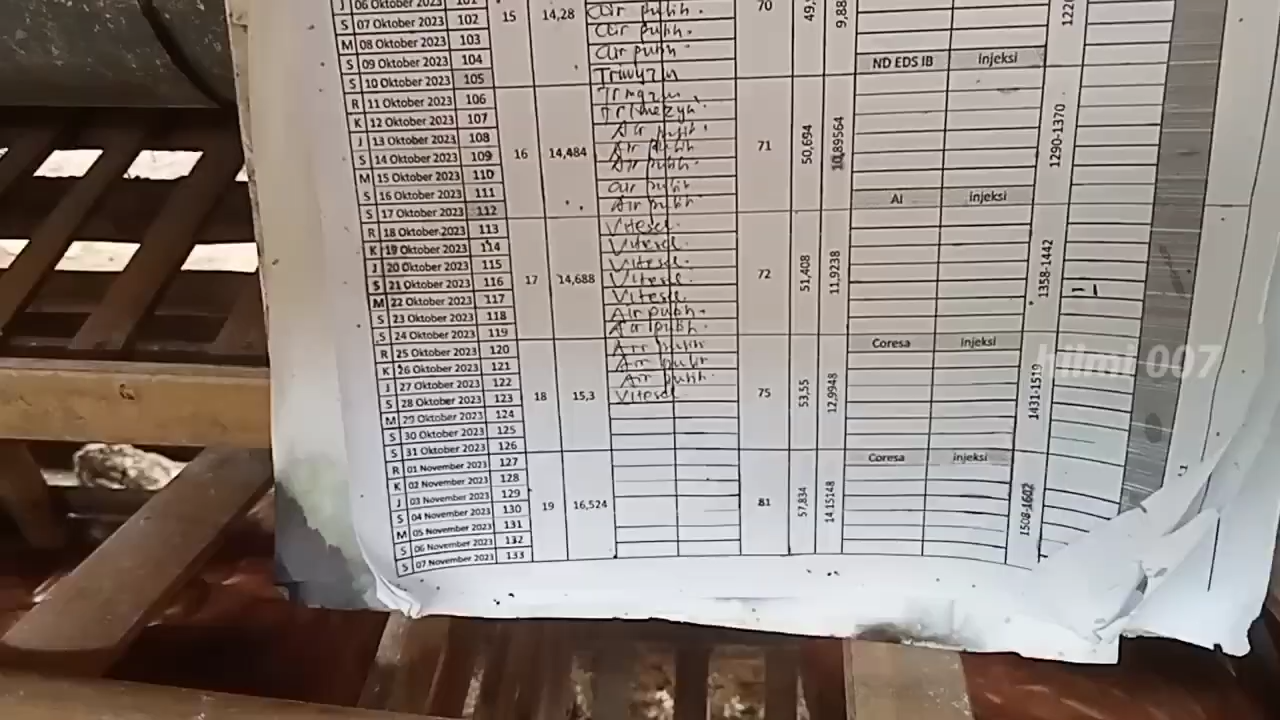 J 06 Oktober 2023 101
S 07 Oktober 2023 102 15 14,28 air putih. 70
M 08 Oktober 2023 103 air putih.
S 09 Oktober 2023 104 air putih ND EDS IB injeksi
S 10 Oktober 2023 105
R 11 Oktober 2023 106
K 12 Oktober 2023 107
J 13 Oktober 2023 108 Air putih.
S 14 Oktober 2023 109 16 14,484 Air putih 71 50,694 10,89564 1290-1370
M 15 Oktober 2023 110 Air putih.
S 16 Oktober 2023 111 air putih AI injeksi
S 17 Oktober 2023 112 Air putih
R 18 Oktober 2023 113 Vitesel
K 19 Oktober 2023 114 Vitesel.
J 20 Oktober 2023 115 Vitesel.
S 21 Oktober 2023 116 17 14,688 Vitesel. 72 51,408 11,9238 1358-1442
M 22 Oktober 2023 117 Vitesel. -1
S 23 Oktober 2023 118 Air putih.
S 24 Oktober 2023 119 Air putih.
R 25 Oktober 2023 120 Air putih Coresa injeksi
K 26 Oktober 2023 121 Air putih
J 27 Oktober 2023 122 Air putih.
S 28 Oktober 2023 123 18 15,3 Vitesel 75 53,55 12,9948 1431-1519
M 29 Oktober 2023 124
S 30 Oktober 2023 125
S 31 Oktober 2023 126
R 01 November 2023 127 Coresa injeksi
K 02 November 2023 128
J 03 November 2023 129
S 04 November 2023 130 19 16,524 81 57,834 14,15148 1508-1602
M 05 November 2023 131
S 06 November 2023 132
S 07 November 2023 133
hilmi 007